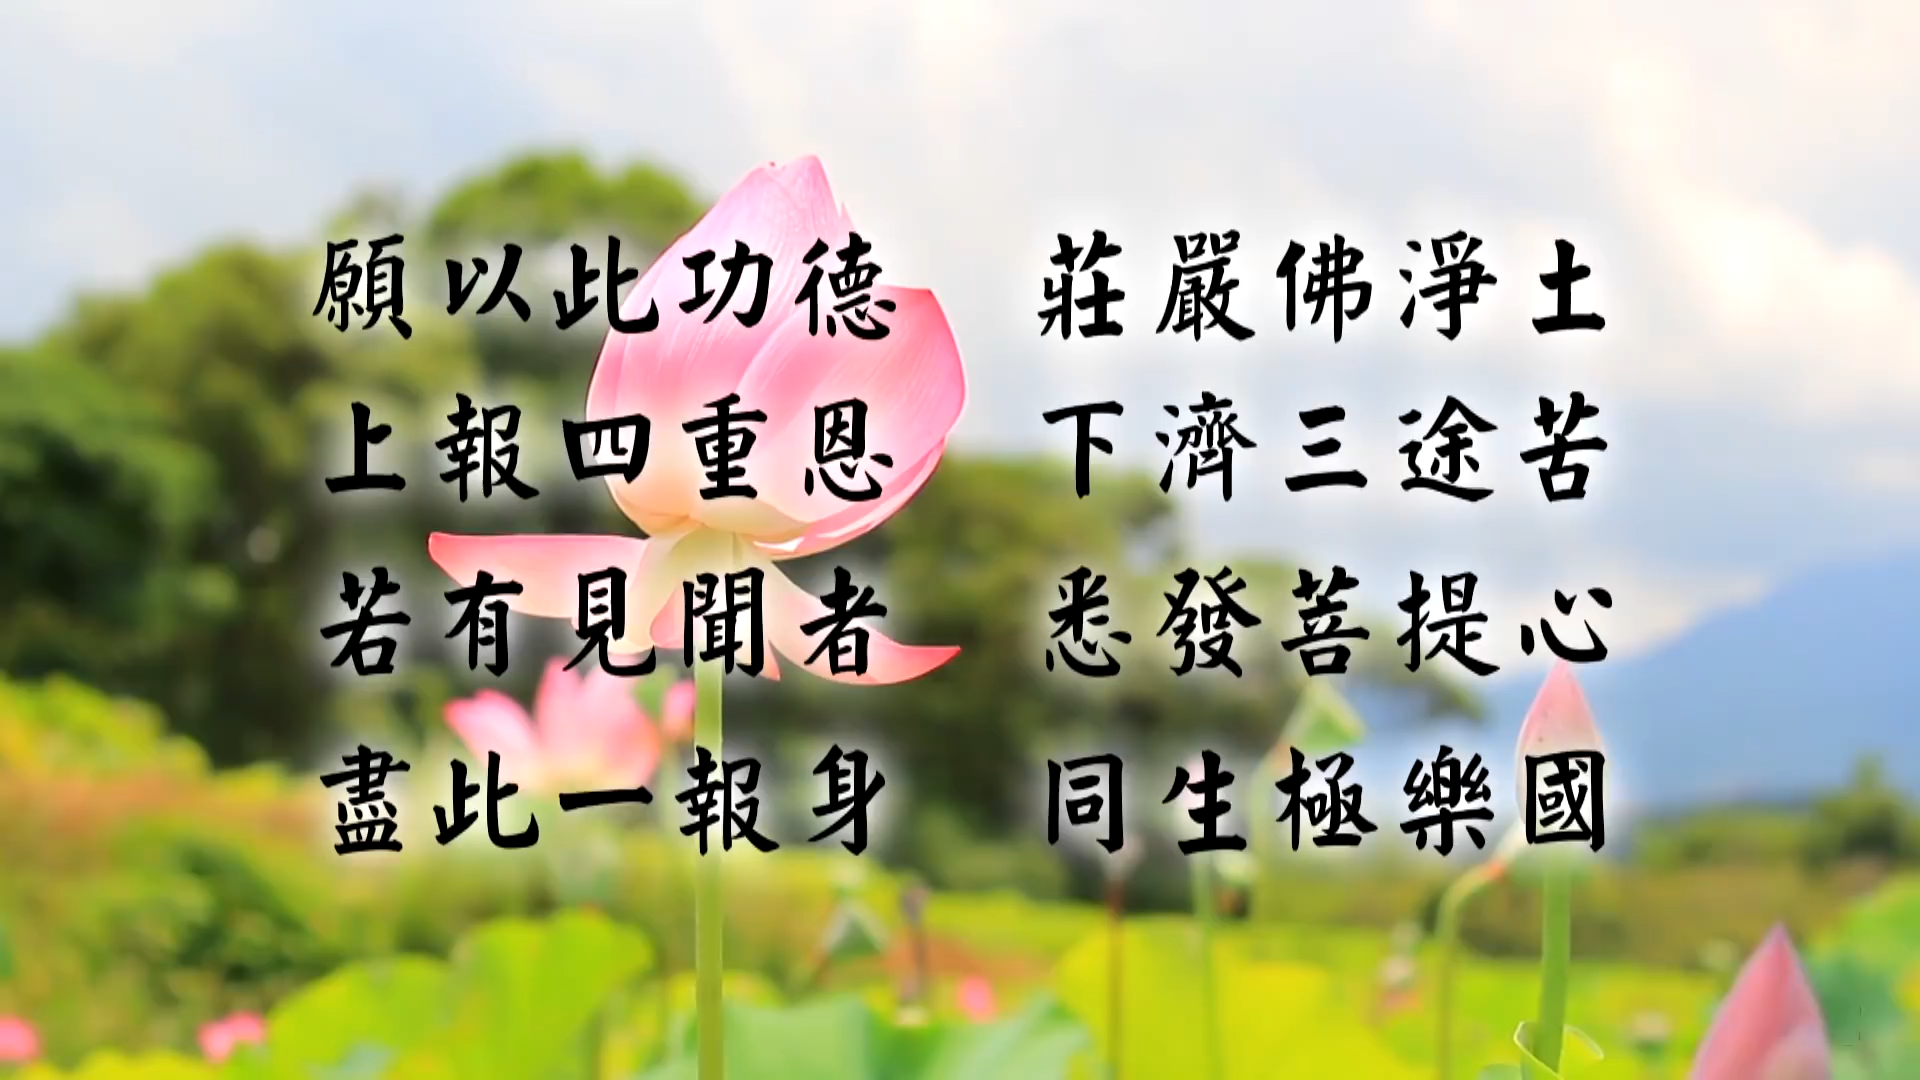 願以此功德　莊嚴佛淨土
上報四重恩　下濟三途苦
若有見聞者　悉發菩提心
盡此一報身　同生極樂國